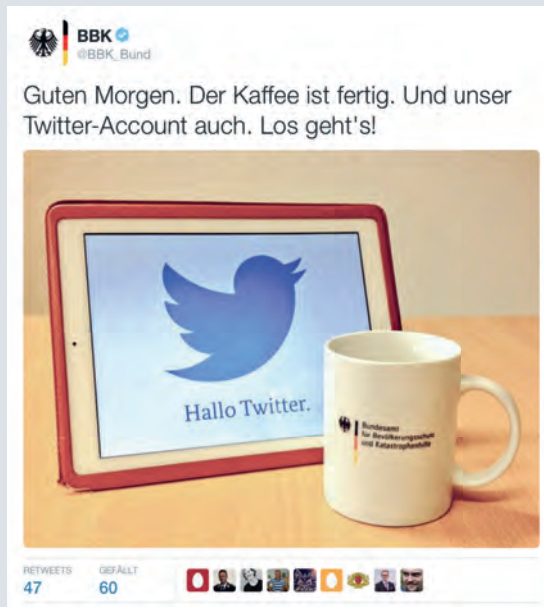 BBK
@BBK_Bund
Guten Morgen. Der Kaffee ist fertig. Und unser
Twitter-Account auch. Los geht's!
Hallo Twitter.
Bundesamt
für Bevölkerungsschutz
und Katastrophenhilfe
RETWEETS
47
GEFÄLLT
60